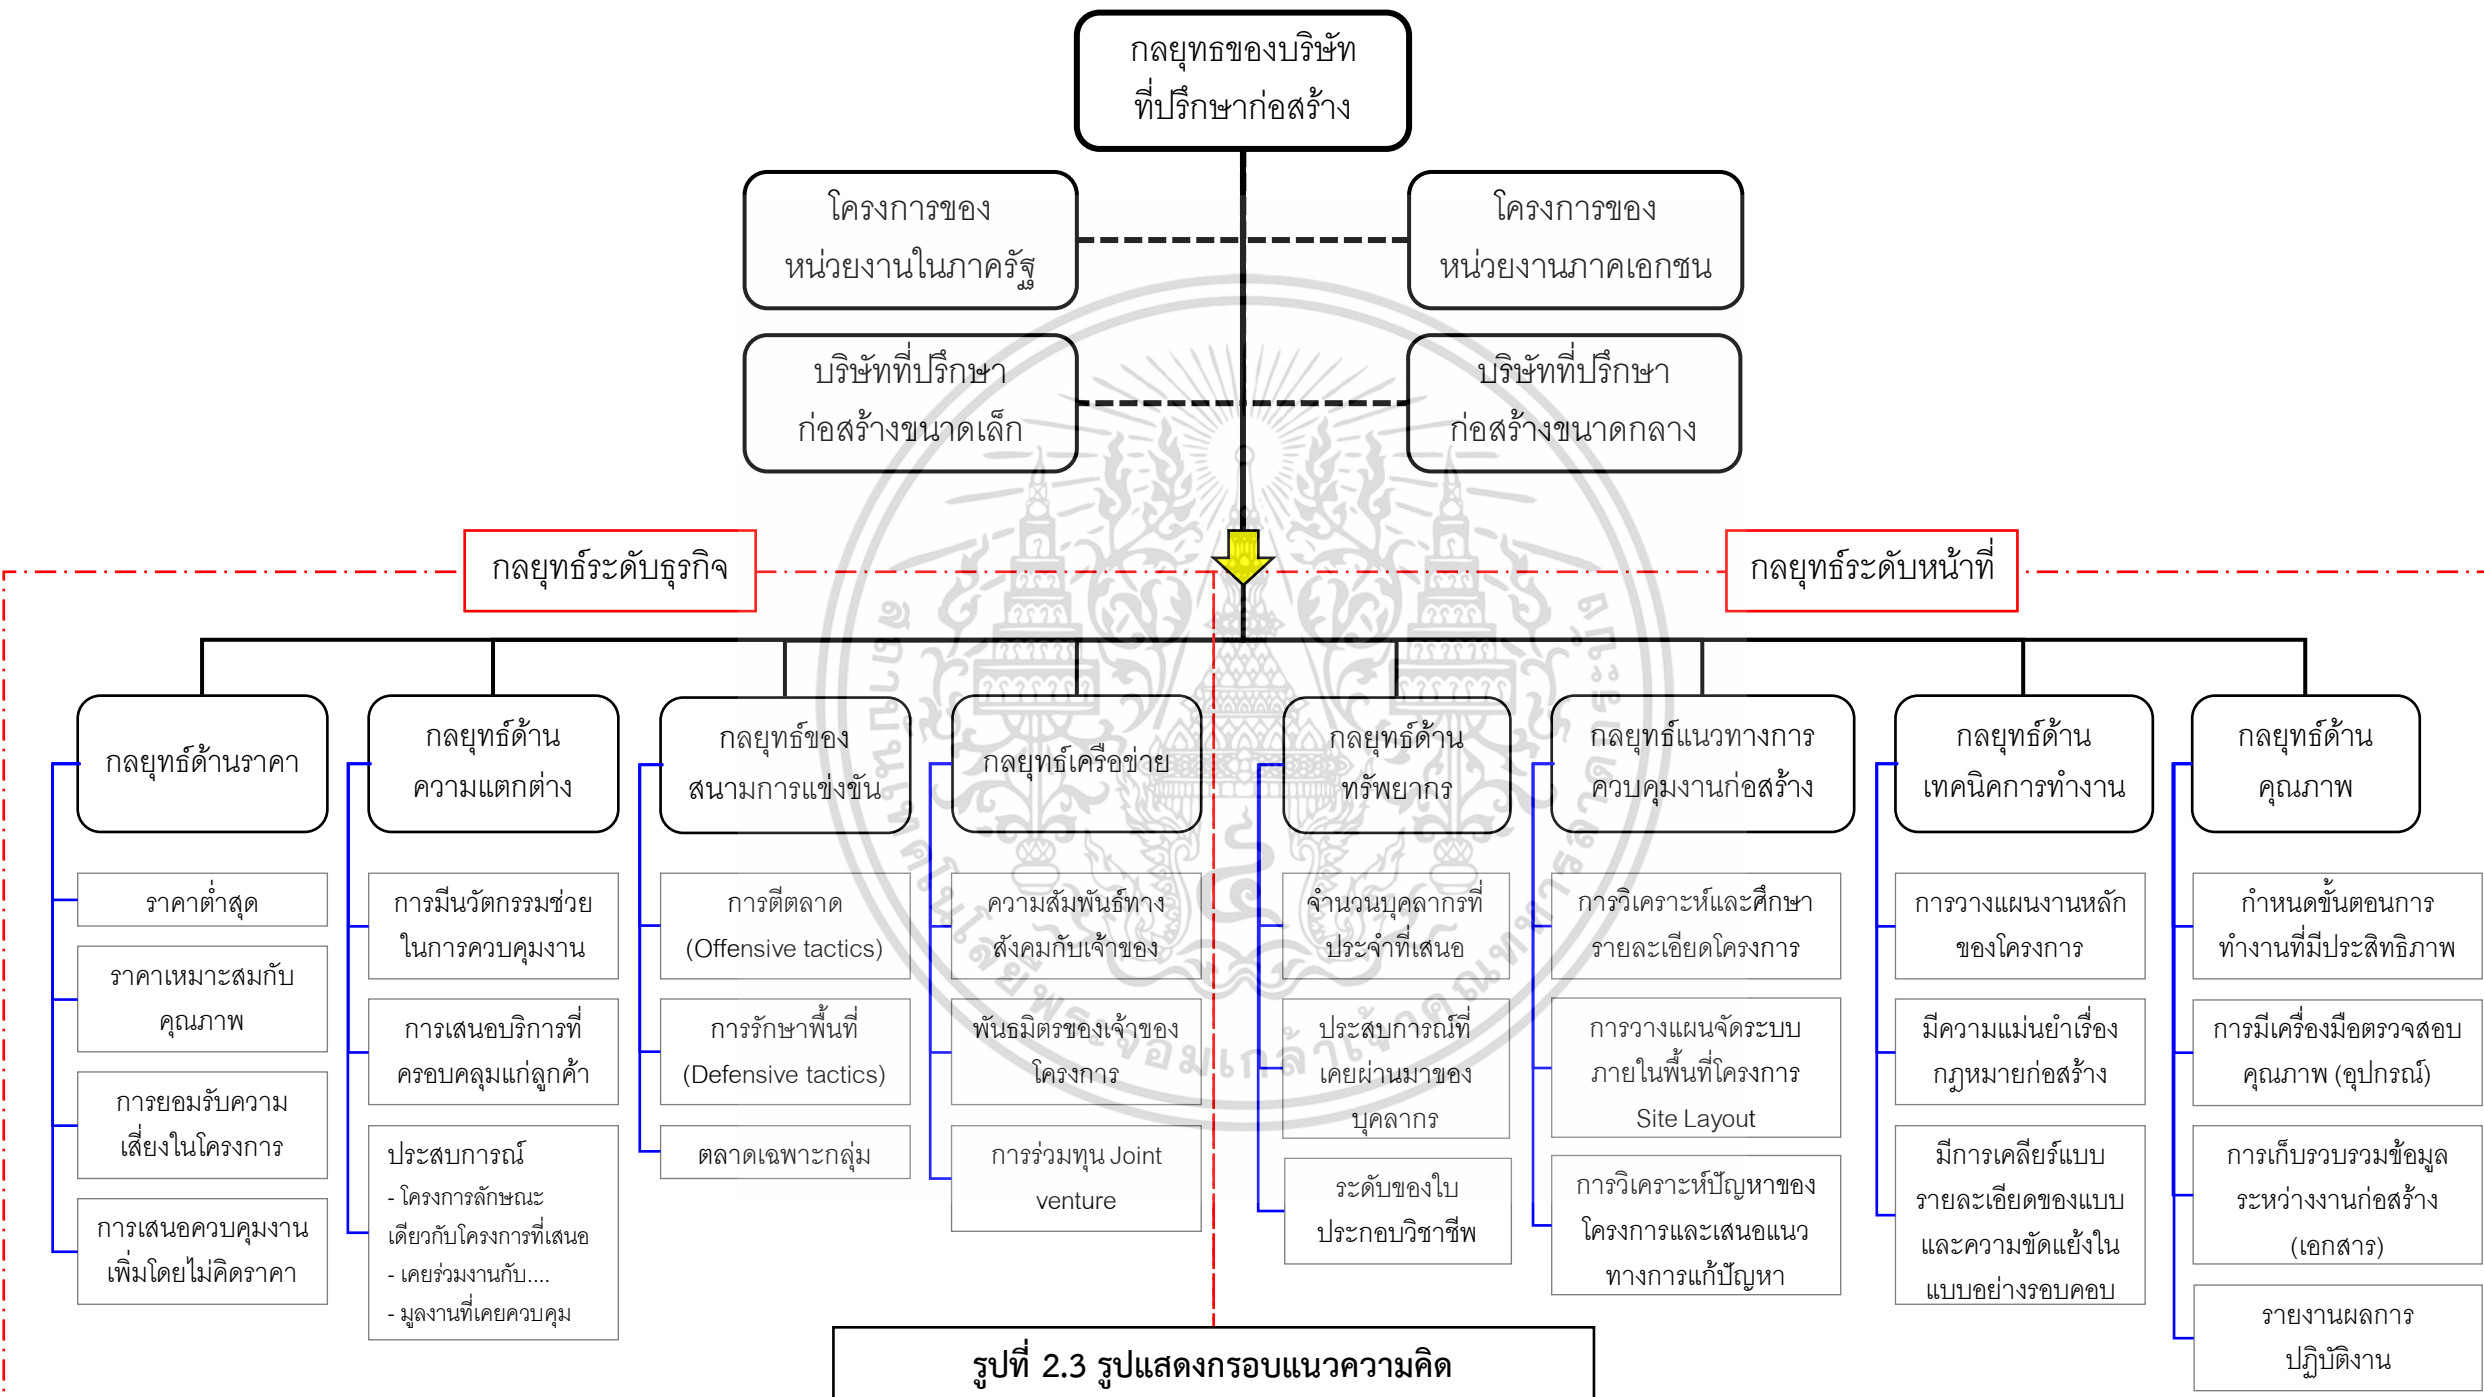 กลยุทธของบริษัท
ที่ปรึกษาก่อสร้าง
โครงการของ
หน่วยงานในภาครัฐ
โครงการของ
หน่วยงานภาคเอกชน
บริษัทที่ปรึกษา
ก่อสร้างขนาดเล็ก
บริษัทที่ปรึกษา
ก่อสร้างขนาดกลาง
กลยุทธ์ระดับธุรกิจ
กลยุทธ์ระดับหน้าที่
กลยุทธ์ด้านราคา
ราคาต่ำสุด
ราคาเหมาะสมกับ
คุณภาพ
การยอมรับความ
เสี่ยงในโครงการ
การเสนอควบคุมงาน
เพิ่มโดยไม่คิดราคา
กลยุทธ์ด้าน
ความแตกต่าง
การมีนวัตกรรมช่วย
ในการควบคุมงาน
การเสนอบริการที่
ครอบคลุมแก่ลูกค้า
ประสบการณ์
- โครงการลักษณะ
เดียวกับโครงการที่เสนอ
- เคยร่วมงานกับ....
- มูลงานที่เคยควบคุม
กลยุทธ์ของ
สนามการแข่งขัน
การตีตลาด
(Offensive tactics)
การรักษาพื้นที่
(Defensive tactics)
ตลาดเฉพาะกลุ่ม
กลยุทธ์เครือข่าย
ความสัมพันธ์ทาง
สังคมกับเจ้าของ
พันธมิตรของเจ้าของ
โครงการ
การร่วมทุน Joint
venture
กลยุทธ์ด้าน
ทรัพยากร
จำนวนบุคลากรที่
ประจำที่เสนอ
ประสบการณ์ที่
เคยผ่านมาของ
บุคลากร
ระดับของใบ
ประกอบวิชาชีพ
กลยุทธ์แนวทางการ
ควบคุมงานก่อสร้าง
การวิเคราะห์และศึกษา
รายละเอียดโครงการ
การวางแผนจัดระบบ
ภายในพื้นที่โครงการ
Site Layout
การวิเคราะห์ปัญหาของ
โครงการและเสนอแนว
ทางการแก้ปัญหา
กลยุทธ์ด้าน
เทคนิคการทำงาน
การวางแผนงานหลัก
ของโครงการ
มีความแม่นยำเรื่อง
กฎหมายก่อสร้าง
มีการเคลียร์แบบ
รายละเอียดของแบบ
และความขัดแย้งใน
แบบอย่างรอบคอบ
กลยุทธ์ด้าน
คุณภาพ
กำหนดขั้นตอนการ
ทำงานที่มีประสิทธิภาพ
การมีเครื่องมือตรวจสอบ
คุณภาพ (อุปกรณ์)
การเก็บรวบรวมข้อมูล
ระหว่างงานก่อสร้าง
(เอกสาร)
รายงานผลการ
ปฏิบัติงาน
สถาบันเทคโนโลยีพระจอมเกล้าเจ้าคุณทหารลาดกระบัง
รูปที่ 2.3 รูปแสดงกรอบแนวความคิด